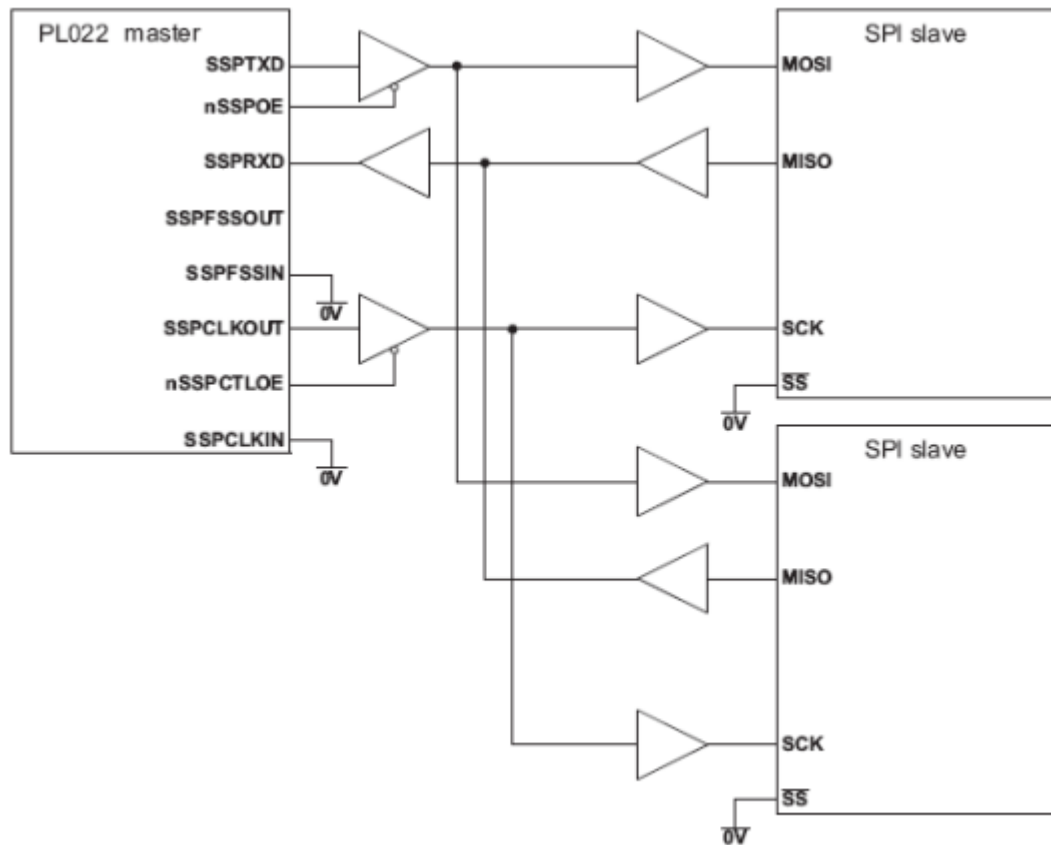 PL022 master
SSPTXD
nSSPOE
SSPRXD
SSPFSSOUT
SSPFSSIN
0V
SSPCLKOUT
nSSPCTLOE
SSPCLKIN
0V
SPI slave
MOSI
MISO
SCK
SS
0V
SPI slave
MOSI
MISO
SCK
SS
0V